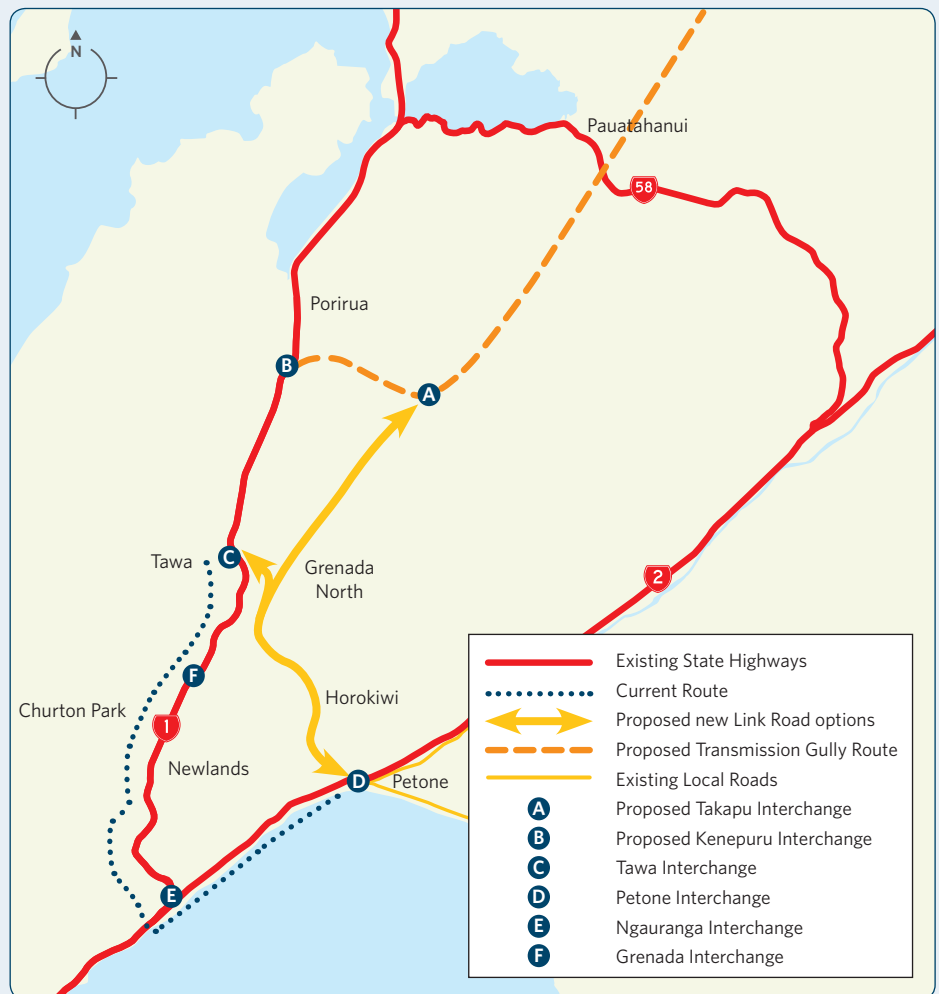 N
Pauatahanui
58
Porirua
B
A
Tawa
C
Grenada
North
2
F
Horokiwi
Churton Park
1
Newlands
D
Petone
E
Existing State Highways
Current Route
Proposed new Link Road options
Proposed Transmission Gully Route
Existing Local Roads
A Proposed Takapu Interchange
B Proposed Kenepuru Interchange
C Tawa Interchange
D Petone Interchange
E Ngauranga Interchange
F Grenada Interchange